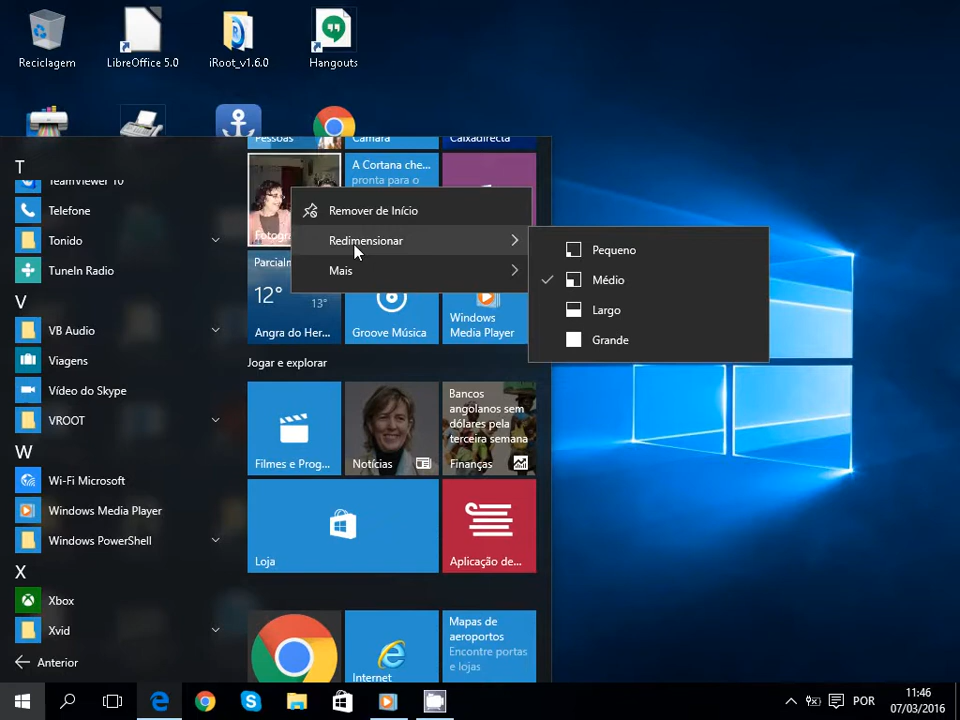 Reciclagem
LibreOffice 5.0
iRoot_v1.6.0
Hangouts
T
TeamViewer 10
Telefone
Tonido
TuneIn Radio
V
VB Audio
Viagens
Vídeo do Skype
VROOT
W
Wi-Fi Microsoft
Windows Media Player
Windows PowerShell
X
Xbox
Xvid
Anterior
Pessoas
Câmara
Caixadirecta
A Cortana che...
pronta para o
Remover de Início
Redimensionar
Mais
Pequeno
Médio
Largo
Grande
12°
13°
Angra do Her...
Groove Música
Windows
Media Player
Jogar e explorar
Filmes e Prog...
Notícias
Bancos
angolanos sem
dólares pela
terceira semana
Finanças
Loja
Aplicação de...
Internet
Mapas de
aeroportos
Encontre portas
e lojas
POR
11:46
07/03/2016